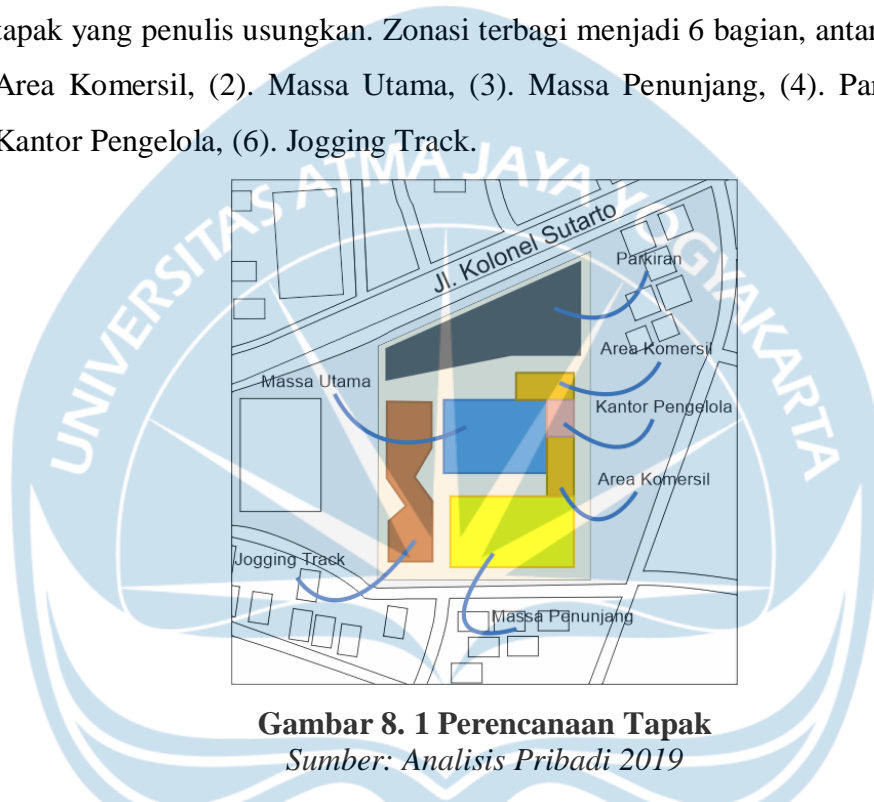 tapak yang penulis usungkan. Zonasi terbagi menjadi 6 bagian, antar
Area Komersil, (2). Massa Utama, (3). Massa Penunjang, (4). Par
Kantor Pengelola, (6). Jogging Track.
UNIVERSITAS ATMA JAYA YOGYAKARTA
Jl. Kolonel Sutarto
Parkiran
Area Komersil
Massa Utama
Kantor Pengelola
Area Komersil
Jogging Track
Massa Penunjang
Gambar 8. 1 Perencanaan Tapak
Sumber: Analisis Pribadi 2019